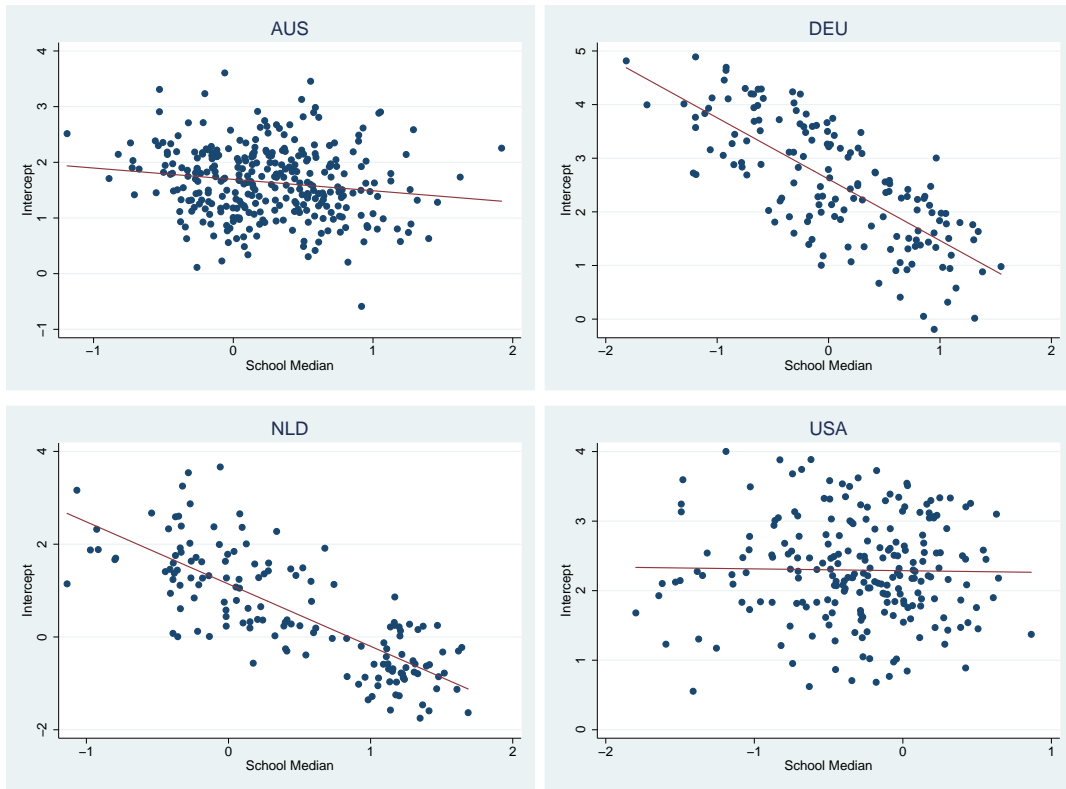 AUS
Intercept
4
3
2
1
0
−1
−1 0 1 2
School Median
DEU
Intercept
5
4
3
2
1
0
−2 −1 0 1 2
School Median
NLD
Intercept
4
2
0
−2
−1 0 1 2
School Median
USA
Intercept
4
3
2
1
0
−2 −1 0 1
School Median